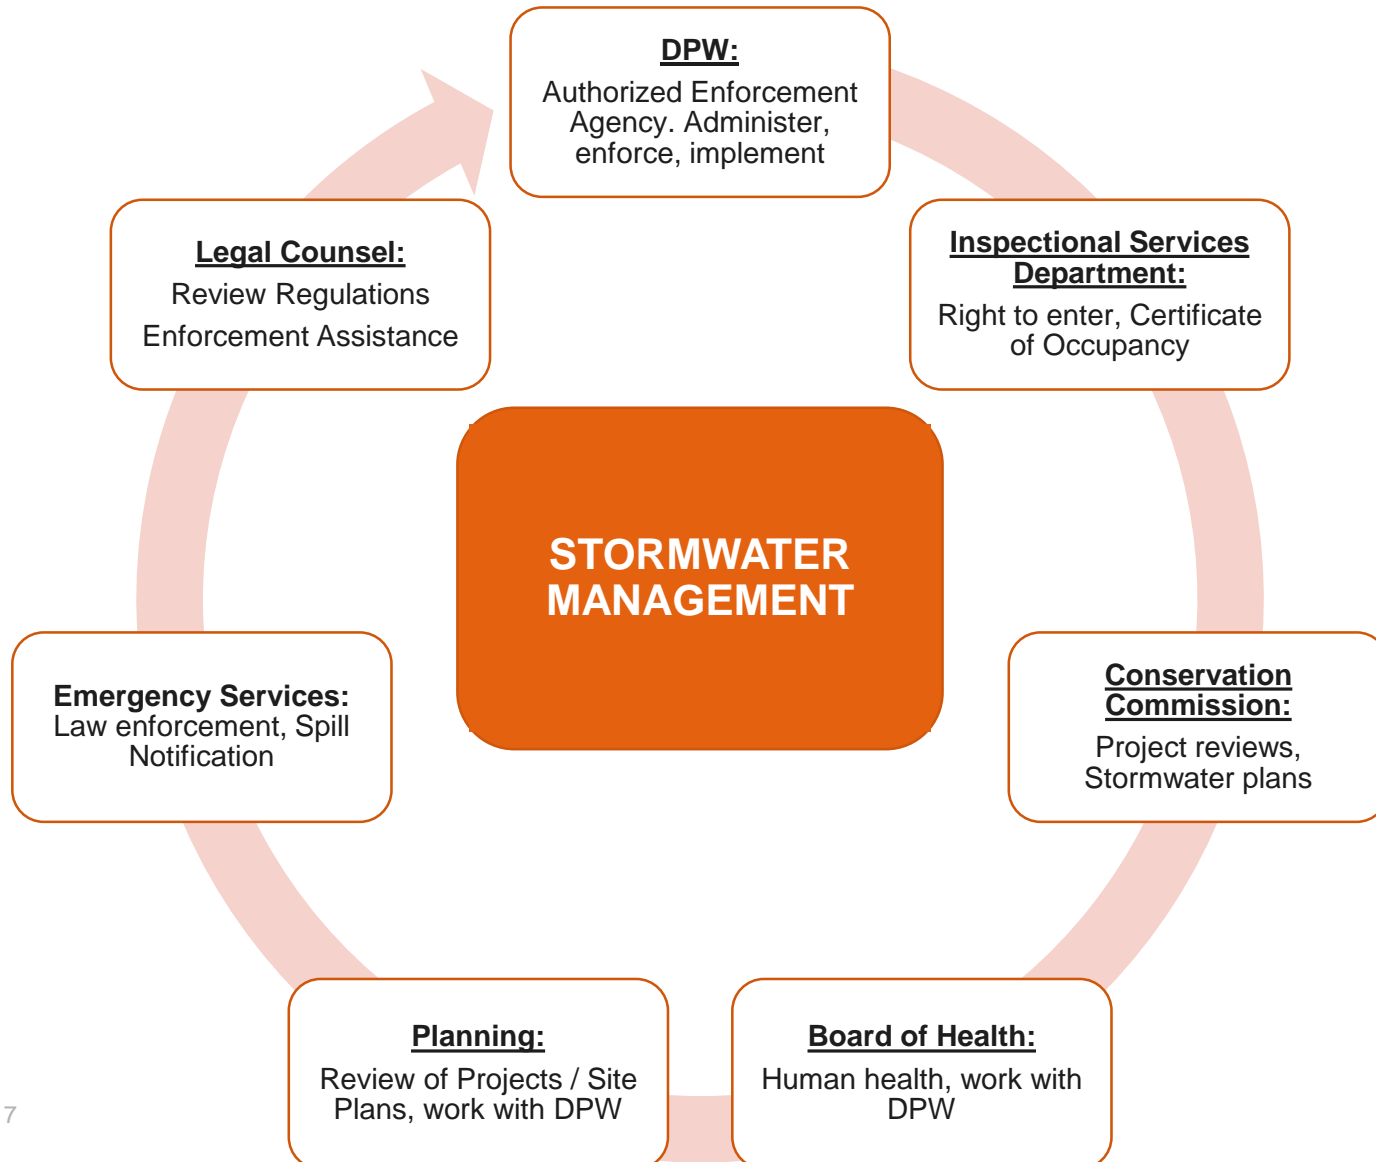 DPW:
Authorized Enforcement
Agency. Administer,
enforce, implement
Inspectional Services
Department:
Right to enter, Certificate
of Occupancy
Conservation
Commission:
Project reviews,
Stormwater plans
Board of Health:
Human health, work with
DPW
Planning:
Review of Projects / Site
Plans, work with DPW
Emergency Services:
Law enforcement, Spill
Notification
Legal Counsel:
Review Regulations
Enforcement Assistance
STORMWATER
MANAGEMENT
7